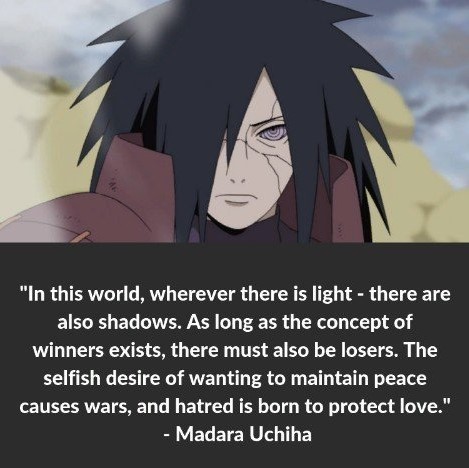 "In this world, wherever there is light - there are
also shadows. As long as the concept of
winners exists, there must also be losers. The
selfish desire of wanting to maintain peace
causes wars, and hatred is born to protect love."
- Madara Uchiha